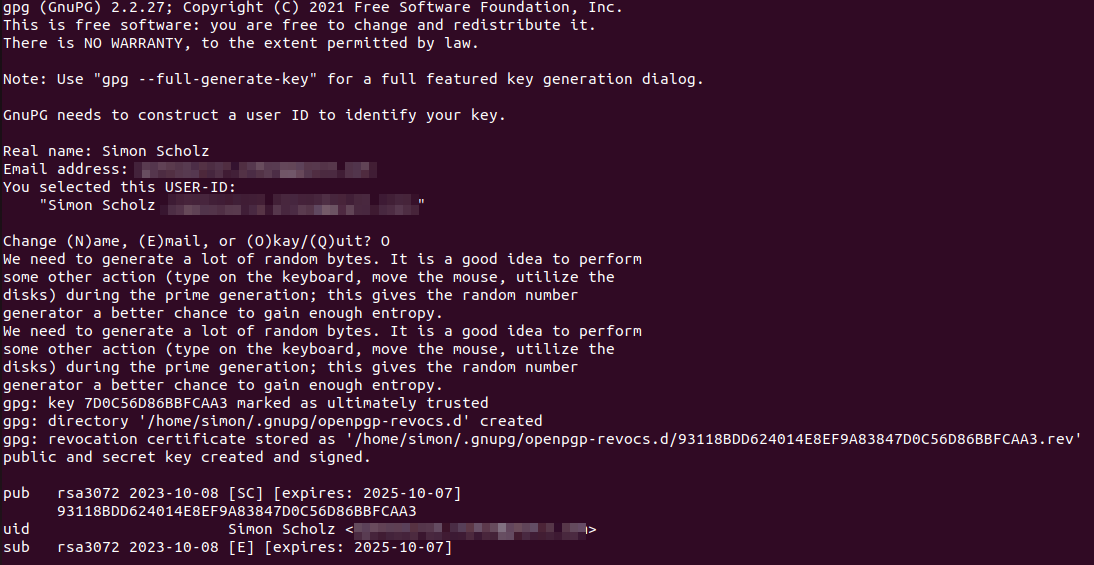 gpg (GnuPG) 2.2.27; Copyright (C) 2021 Free Software Foundation, Inc.
This is free software: you are free to change and redistribute it.
There is NO WARRANTY, to the extent permitted by law.

Note: Use "gpg --full-generate-key" for a full featured key generation dialog.

GnuPG needs to construct a user ID to identify your key.

Real name: Simon Scholz
Email address:
You selected this USER-ID:
    "Simon Scholz "

Change (N)ame, (E)mail, or (O)kay/(Q)uit? O
We need to generate a lot of random bytes. It is a good idea to perform
some other action (type on the keyboard, move the mouse, utilize the
disks) during the prime generation; this gives the random number
generator a better chance to gain enough entropy.
We need to generate a lot of random bytes. It is a good idea to perform
some other action (type on the keyboard, move the mouse, utilize the
disks) during the prime generation; this gives the random number
generator a better chance to gain enough entropy.
gpg: key 7D0C56D86BBFCAA3 marked as ultimately trusted
gpg: directory '/home/simon/.gnupg/openpgp-revocs.d' created
gpg: revocation certificate stored as '/home/simon/.gnupg/openpgp-revocs.d/93118BDD624014E8EF9A83847D0C56D86BBFCAA3.rev'
public and secret key created and signed.

pub   rsa3072 2023-10-08 [SC] [expires: 2025-10-07]
      93118BDD624014E8EF9A83847D0C56D86BBFCAA3
uid                      Simon Scholz <>
sub   rsa3072 2023-10-08 [E] [expires: 2025-10-07]